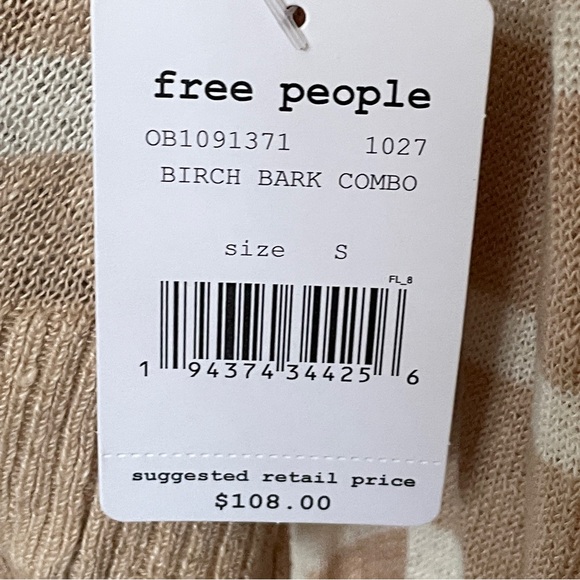 free people
OB1091371 1027
BIRCH BARK COMBO
size S
FL_8
1 94374 34425 6
suggested retail price
$108.00